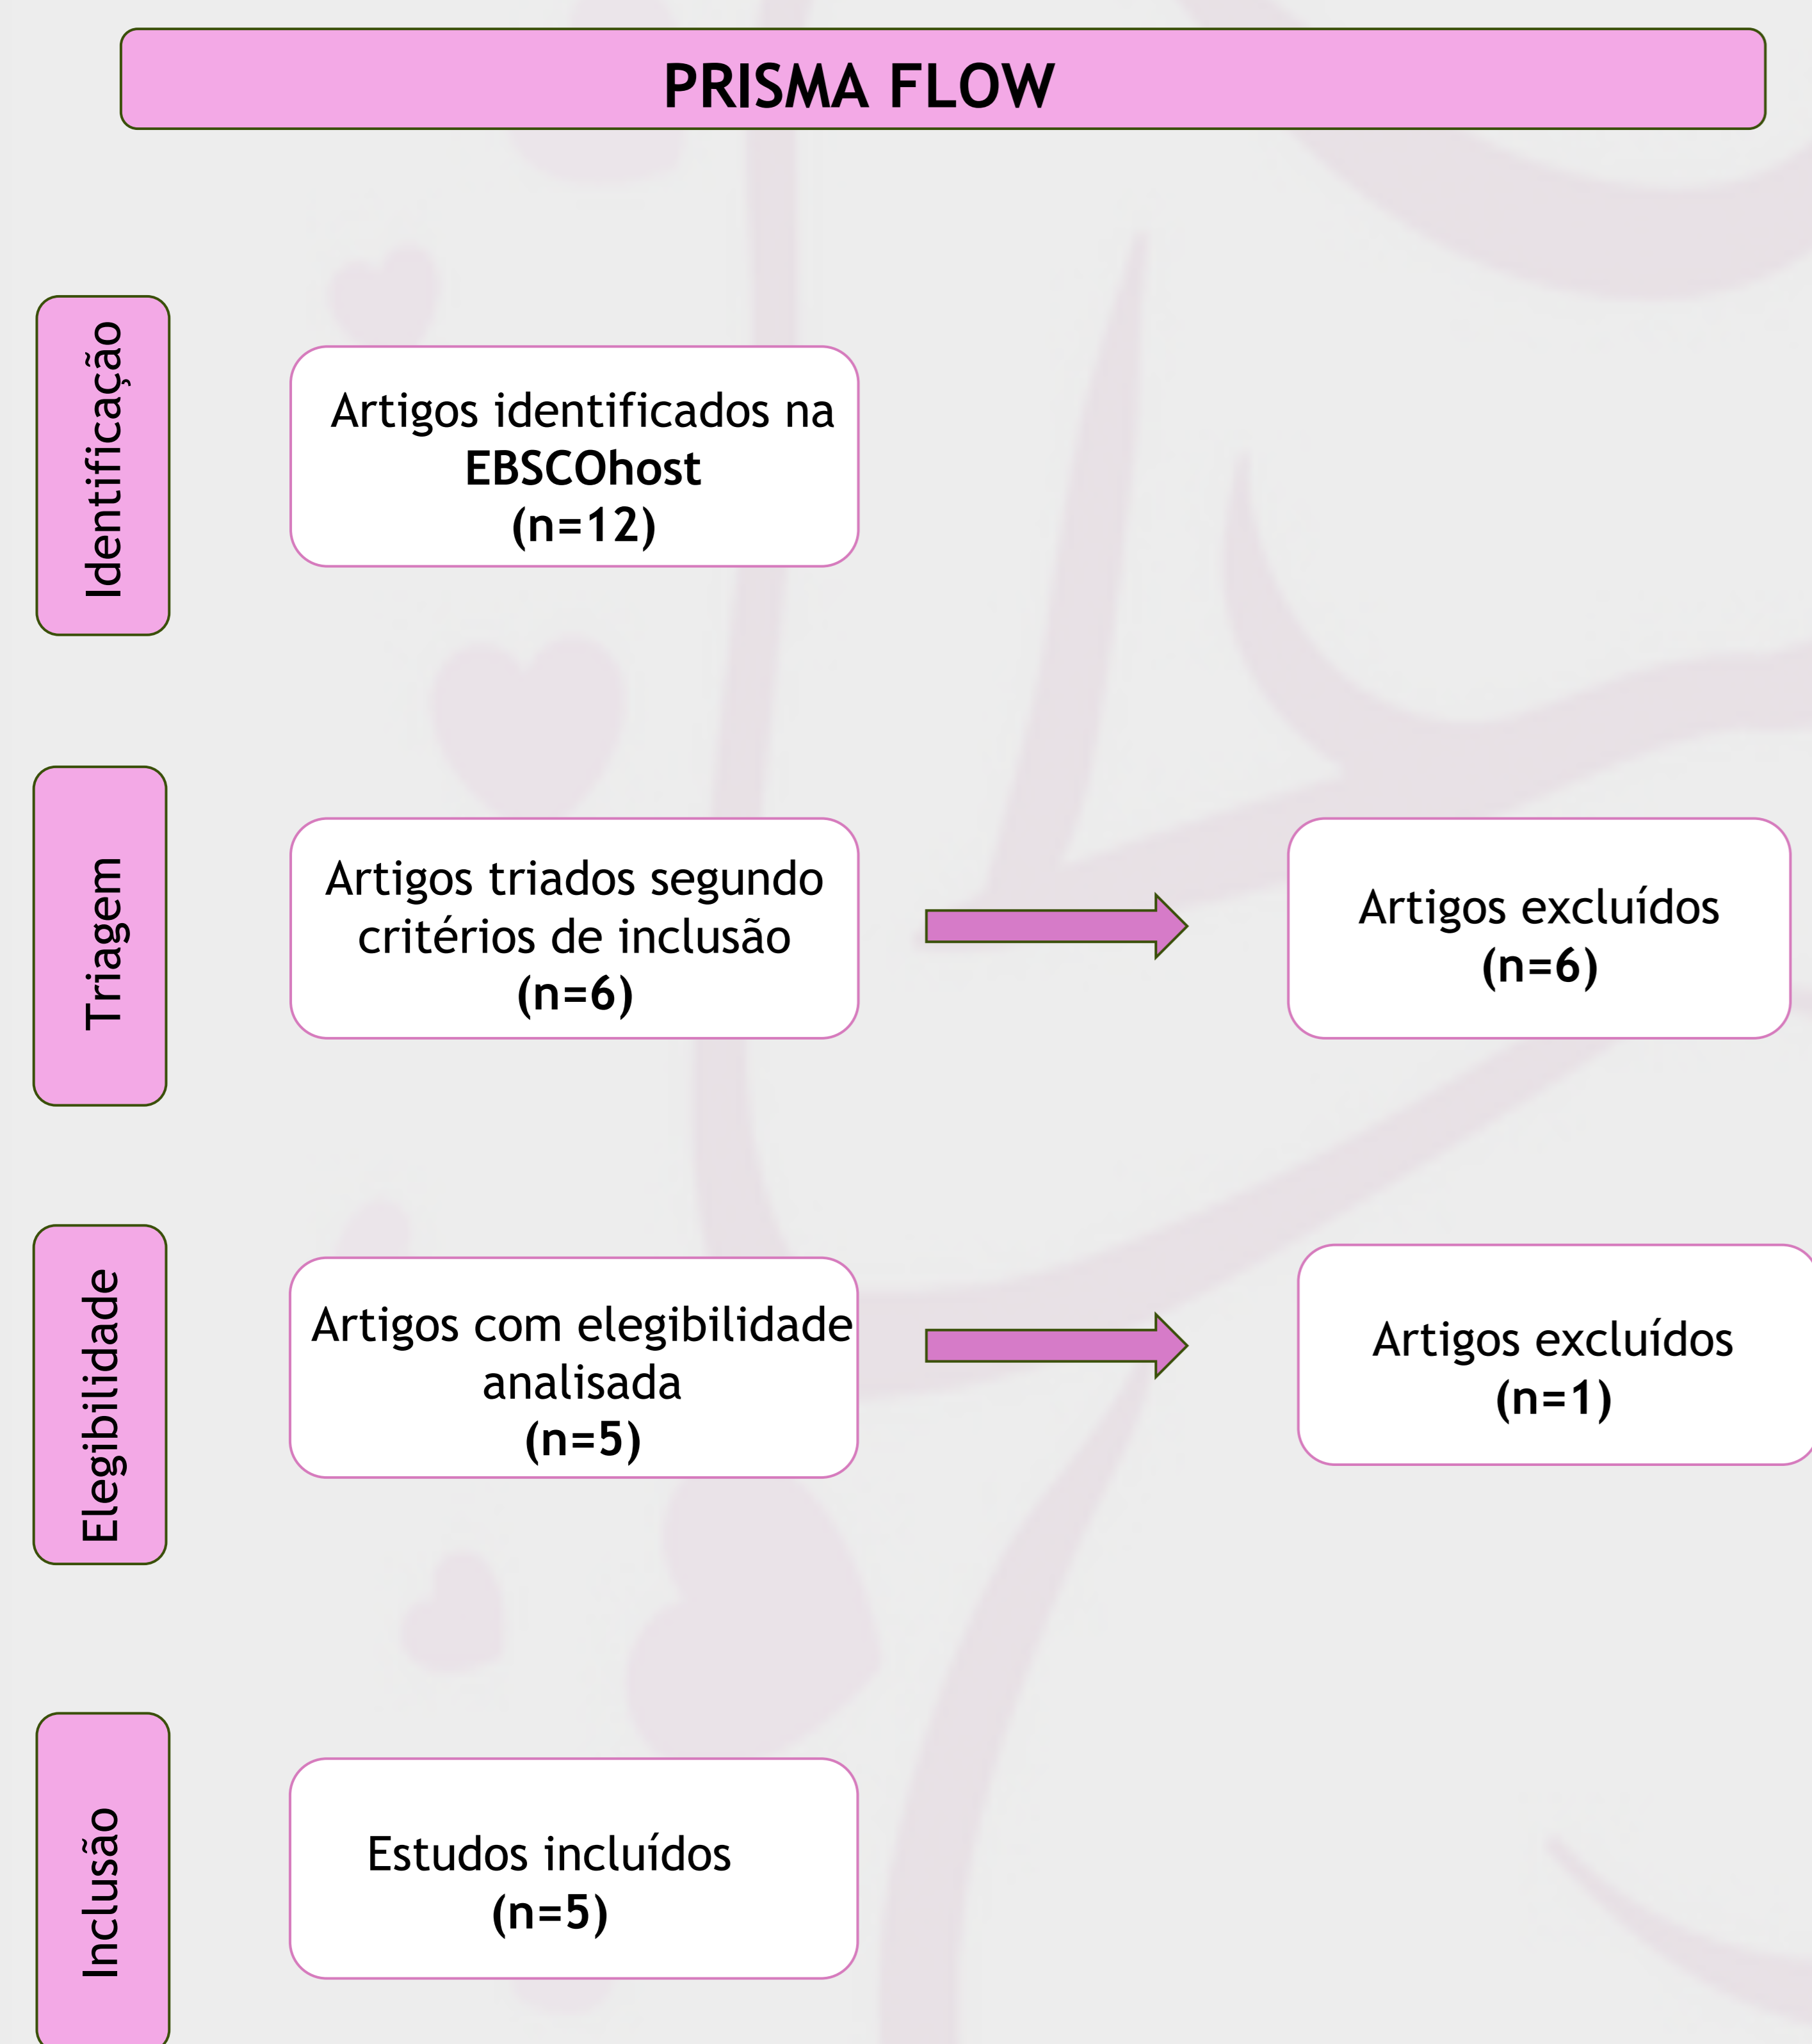 PRISMA FLOW
Identificação
Artigos identificados na
EBSCOhost
(n=12)
Triagem
Artigos triados segundo
critérios de inclusão
(n=6)
Artigos excluídos
(n=6)
Elegibilidade
Artigos com elegibilidade
analisada
(n=5)
Artigos excluídos
(n=1)
Inclusão
Estudos incluídos
(n=5)